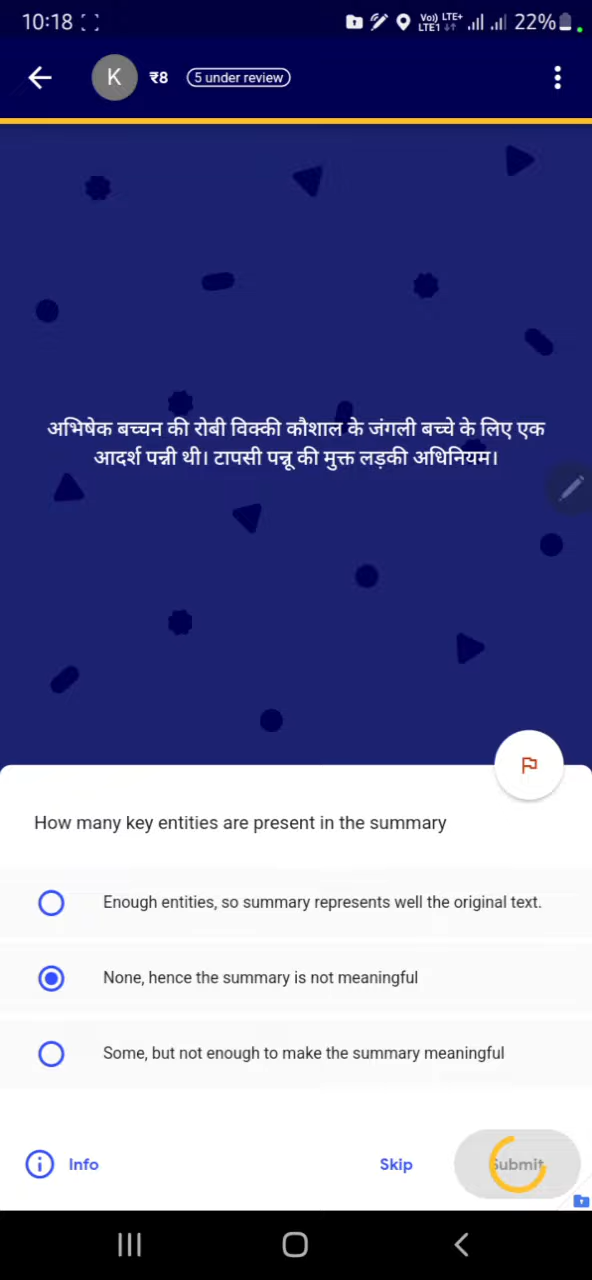 10:18
Vo)) LTE+
LTE1 ↓↑
22%
K ₹8 5 under review
अभिषेक बच्चन की रोबी विक्की कौशाल के जंगली बच्चे के लिए एक
आदर्श पन्नी थी। टापसी पन्नू की मुक्त लड़की अधिनियम।
How many key entities are present in the summary
Enough entities, so summary represents well the original text.
None, hence the summary is not meaningful
Some, but not enough to make the summary meaningful
Info Skip Submit